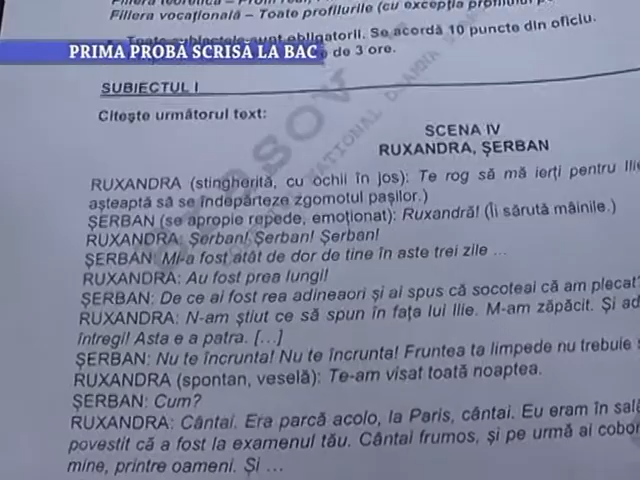 Filiera vocațională – Toate profilurile (cu excepția profilului
obligatorii. Se acordă 10 puncte din oficiu.
PRIMA PROBĂ SCRISĂ LA BAC
de 3 ore.
SUBIECTUL I
Citește următorul text:
SCENA IV
RUXANDRA, ȘERBAN
RUXANDRA (stingherită, cu ochii în jos): Te rog să mă ierți pentru Ilie
așteaptă să se îndepărteze zgomotul pașilor.)
ȘERBAN (se apropie repede, emoționat): Ruxandră! (Îi sărută mâinile.)
RUXANDRA: Șerban! Șerban! Șerban!
ȘERBAN: Mi-a fost atât de dor de tine în aste trei zile ...
RUXANDRA: Au fost prea lungi!
ȘERBAN: De ce ai fost rea adineaori și ai spus că socoteai că am plecat?
RUXANDRA: N-am știut ce să spun în fața lui Ilie. M-am zăpăcit. Și
întregi! Asta e a patra. [...]
ȘERBAN: Nu te încrunta! Nu te încrunta! Fruntea ta limpede nu trebuie
RUXANDRA (spontan, veselă): Te-am visat toată noaptea.
ȘERBAN: Cum?
RUXANDRA: Cântai. Era parcă acolo, la Paris, cântai. Eu eram în sală
povestit că a fost la examenul tău. Cântai frumos, și pe urmă ai
mine, printre oameni. Și ...